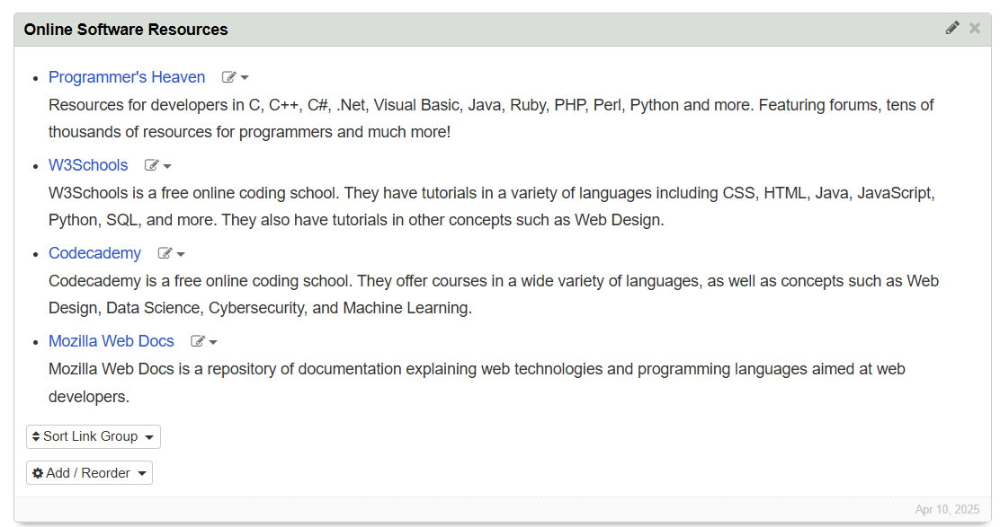 Online Software Resources
Programmer's Heaven
Resources for developers in C, C++, C#, .Net, Visual Basic, Java, Ruby, PHP, Perl, Python and more. Featuring forums, tens of
thousands of resources for programmers and much more!
W3Schools
W3Schools is a free online coding school. They have tutorials in a variety of languages including CSS, HTML, Java, JavaScript,
Python, SQL, and more. They also have tutorials in other concepts such as Web Design.
Codecademy
Codecademy is a free online coding school. They offer courses in a wide variety of languages, as well as concepts such as Web
Design, Data Science, Cybersecurity, and Machine Learning.
Mozilla Web Docs
Mozilla Web Docs is a repository of documentation explaining web technologies and programming languages aimed at web
developers.
Sort Link Group
Add / Reorder
Apr 10, 2025